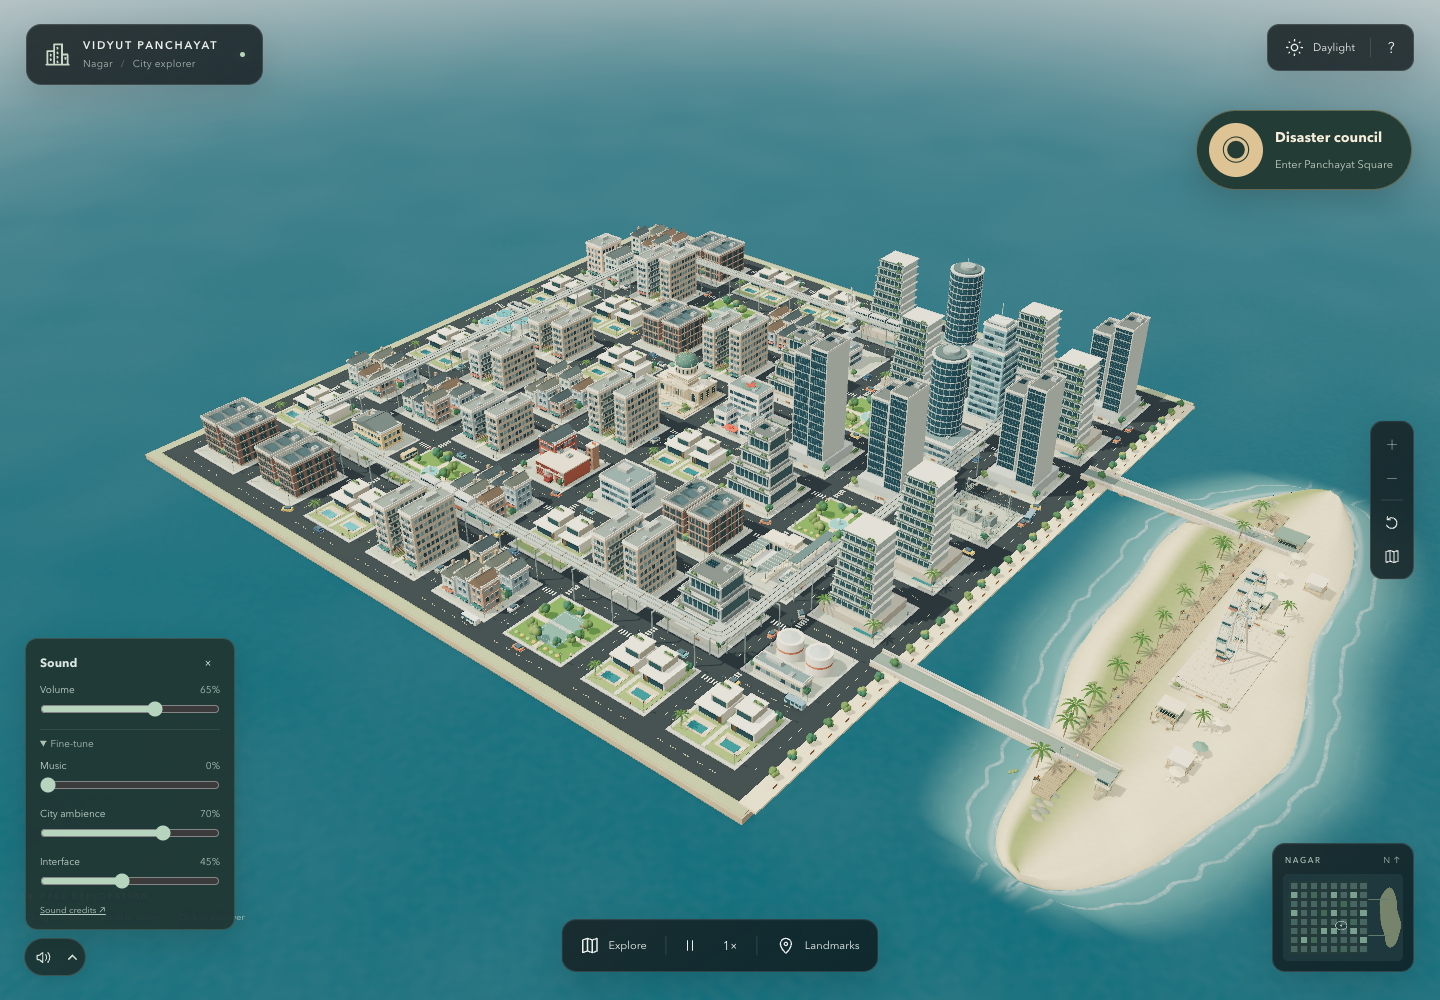 VIDYUT PANCHAYAT
Nagar / City explorer
Daylight ?
Disaster council
Enter Panchayat Square
Sound ×
Volume 65%
▼ Fine-tune
Music 0%
City ambience 70%
Interface 45%
Sound credits ↗
Explore 1× Landmarks
NAGAR N ↑